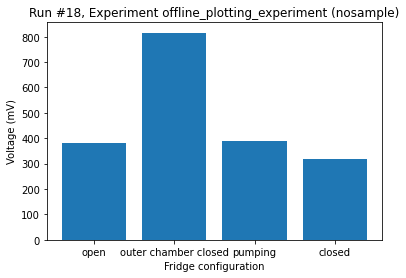 Run #18, Experiment offline_plotting_experiment (nosample)
800
700
600
500
400
300
200
100
0
Voltage (mV)
open outer chamber closed pumping closed
Fridge configuration